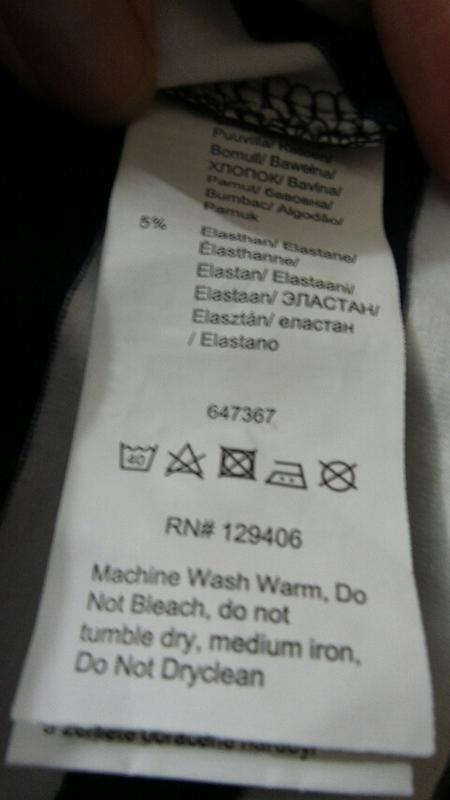 Puuvilla/
Bomull/ Bawełna/
ХЛОПОК/ Bavlna/
Pamut/ бавовна/
Bumbac/ Algodão/
Pamuk
5% Elasthan/ Elastane/
Élasthanne/
Elastan/ Elastaani/
Elastaan/ ЭЛАСТАН/
Elasztán/ еластан
/ Elastano
647367
40
RN# 129406
Machine Wash Warm, Do
Not Bleach, do not
tumble dry, medium iron,
Do Not Dryclean